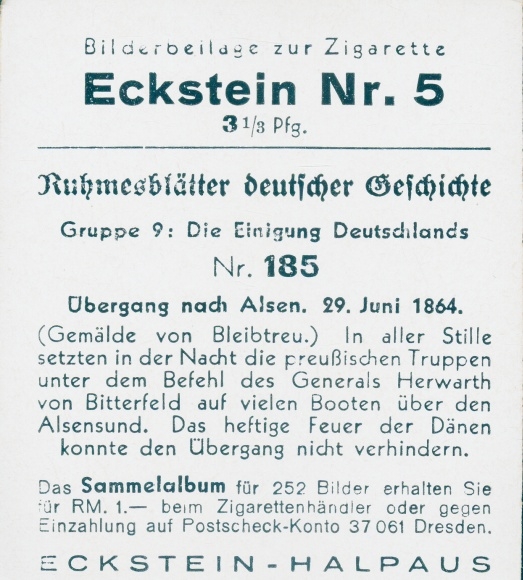 Bilderbeilage zur Zigarette
Eckstein Nr. 5
3 1/3 Pfg.
Ruhmesblätter deutscher Geschichte
Gruppe 9: Die Einigung Deutschlands
Nr. 185
Übergang nach Alsen. 29. Juni 1864.
(Gemälde von Bleibtreu.) In aller Stille
setzten in der Nacht die preußischen Truppen
unter dem Befehl des Generals Herwarth
von Bitterfeld auf vielen Booten über den
Alsensund. Das heftige Feuer der Dänen
konnte den Übergang nicht verhindern.
Das Sammelalbum für 252 Bilder erhalten Sie
für RM. 1.— beim Zigarettenhändler oder gegen
Einzahlung auf Postscheck-Konto 37 061 Dresden.
ECKSTEIN-HALPAUS